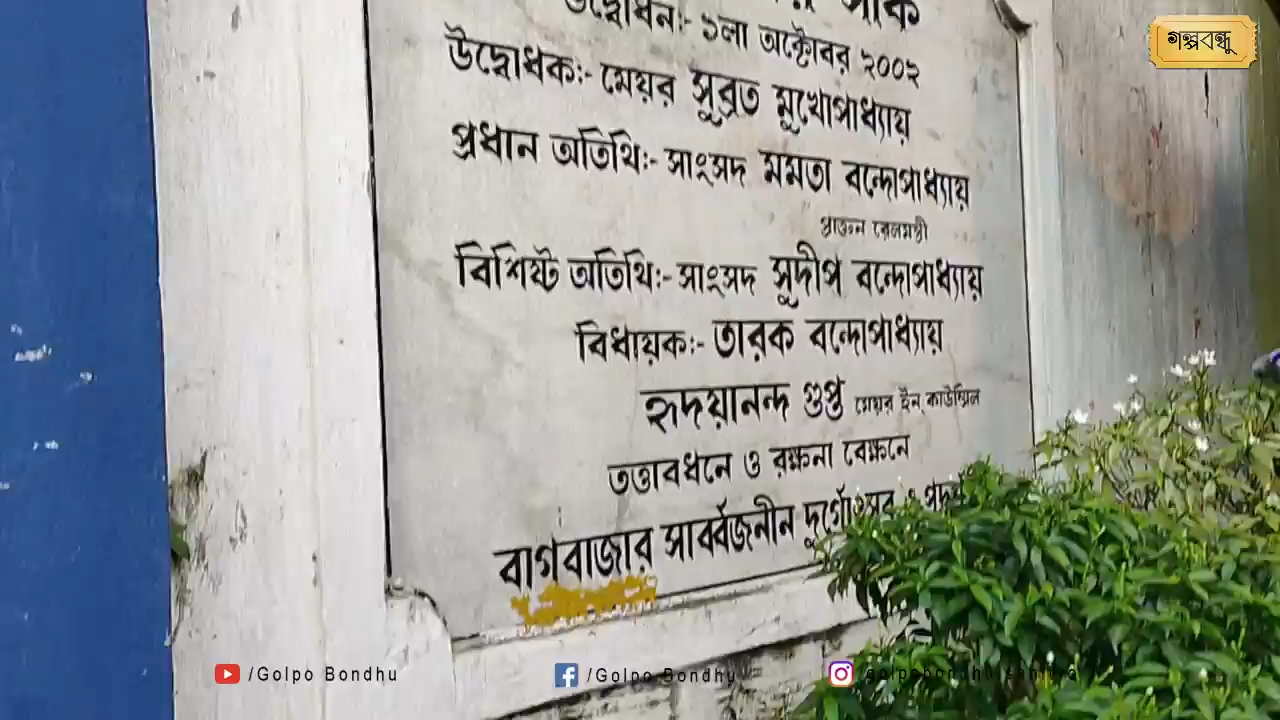 পার্ক
উদ্বোধন:- ১লা অক্টোবর ২০০২
গল্পবন্ধু
উদ্বোধক:- মেয়র সুব্রত মুখোপাধ্যায়
প্রধান অতিথি:- সাংসদ মমতা বন্দোপাধ্যায়
প্রাক্তন রেলমন্ত্রী
বিশিষ্ট অতিথি:- সাংসদ সুদীপ বন্দোপাধ্যায়
বিধায়ক:- তারক বন্দোপাধ্যায়
হৃদয়ানন্দ গুপ্ত মেয়র ইন্ কাউন্সিল
তত্তাবধনে ও রক্ষনা বেক্ষনে
বাগবাজার সার্ব্বজনীন দুর্গোৎসব ও
/Golpo Bondhu /Golpo Bondhu